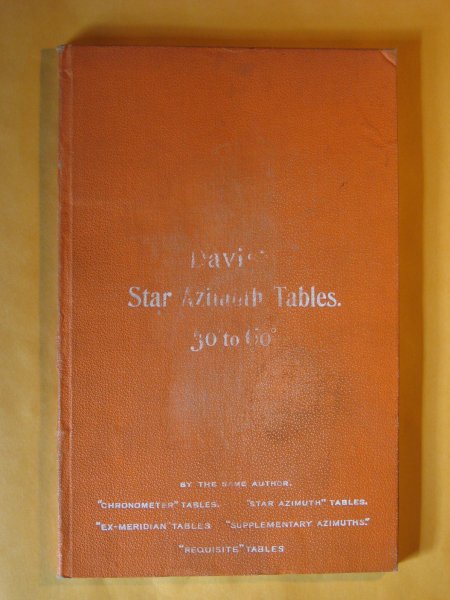 Davis'
Star Azimuth Tables.
30° to 60°
BY THE SAME AUTHOR.
"CHRONOMETER" TABLES. "STAR AZIMUTH" TABLES.
"EX-MERIDIAN" TABLES "SUPPLEMENTARY AZIMUTHS."
"REQUISITE" TABLES